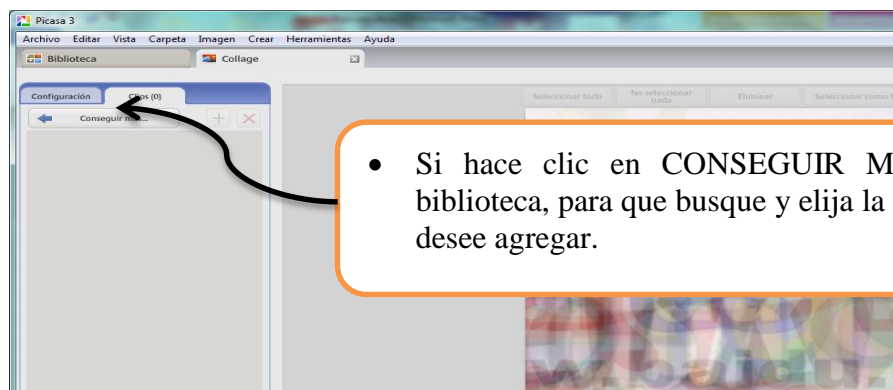 Picasa 3
Archivo Editar Vista Carpeta Imagen Crear Herramientas Ayuda
Biblioteca Collage
Configuración Clips (0)
Seleccionar todo No seleccionar nada Eliminar Seleccionar como
Conseguir
• Si hace clic en CONSEGUIR M
biblioteca, para que busque y elija la
desee agregar.